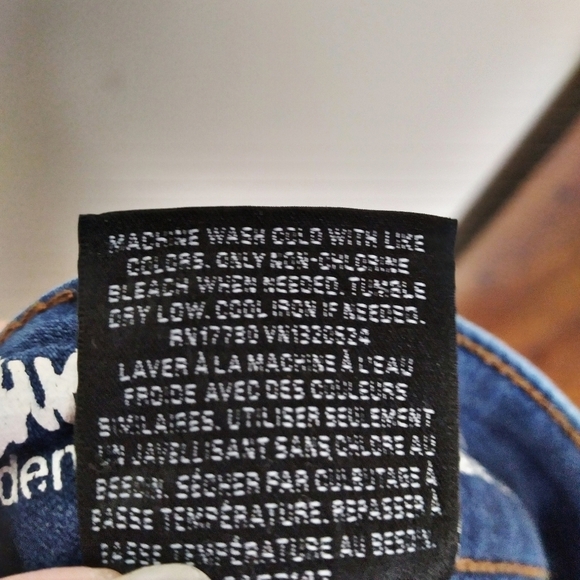 MACHINE WASH COLD WITH LIKE
COLORS. ONLY NON-CHLORINE
BLEACH WHEN NEEDED. TUMBLE
DRY LOW. COOL IRON IF NEEDED.
RN17730 VN1320524
LAVER À LA MACHINE À L'EAU
FROIDE AVEC DES COULEURS
SIMILAIRES. UTILISER SEULEMENT
UN JAVELLISANT SANS CHLORE AU
BESOIN. SÉCHER PAR CULBUTAGE À
BASSE TEMPÉRATURE. REPASSER À
BASSE TEMPÉRATURE AU BESOIN.
den